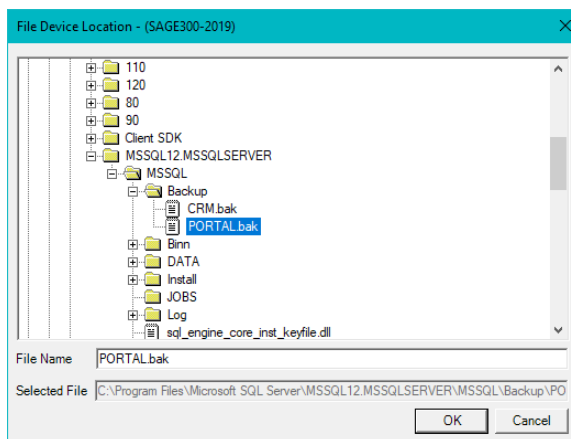 File Device Location - (SAGE300-2019)
110
120
80
90
Client SDK
MSSQL12.MSSQLSERVER
MSSQL
Backup
CRM.bak
PORTAL.bak
Binn
DATA
Install
JOBS
Log
sql_engine_core_inst_keyfile.dll
File Name PORTAL.bak
Selected File C:\Program Files\Microsoft SQL Server\MSSQL12.MSSQLSERVER\MSSQL\Backup\PO
OK Cancel